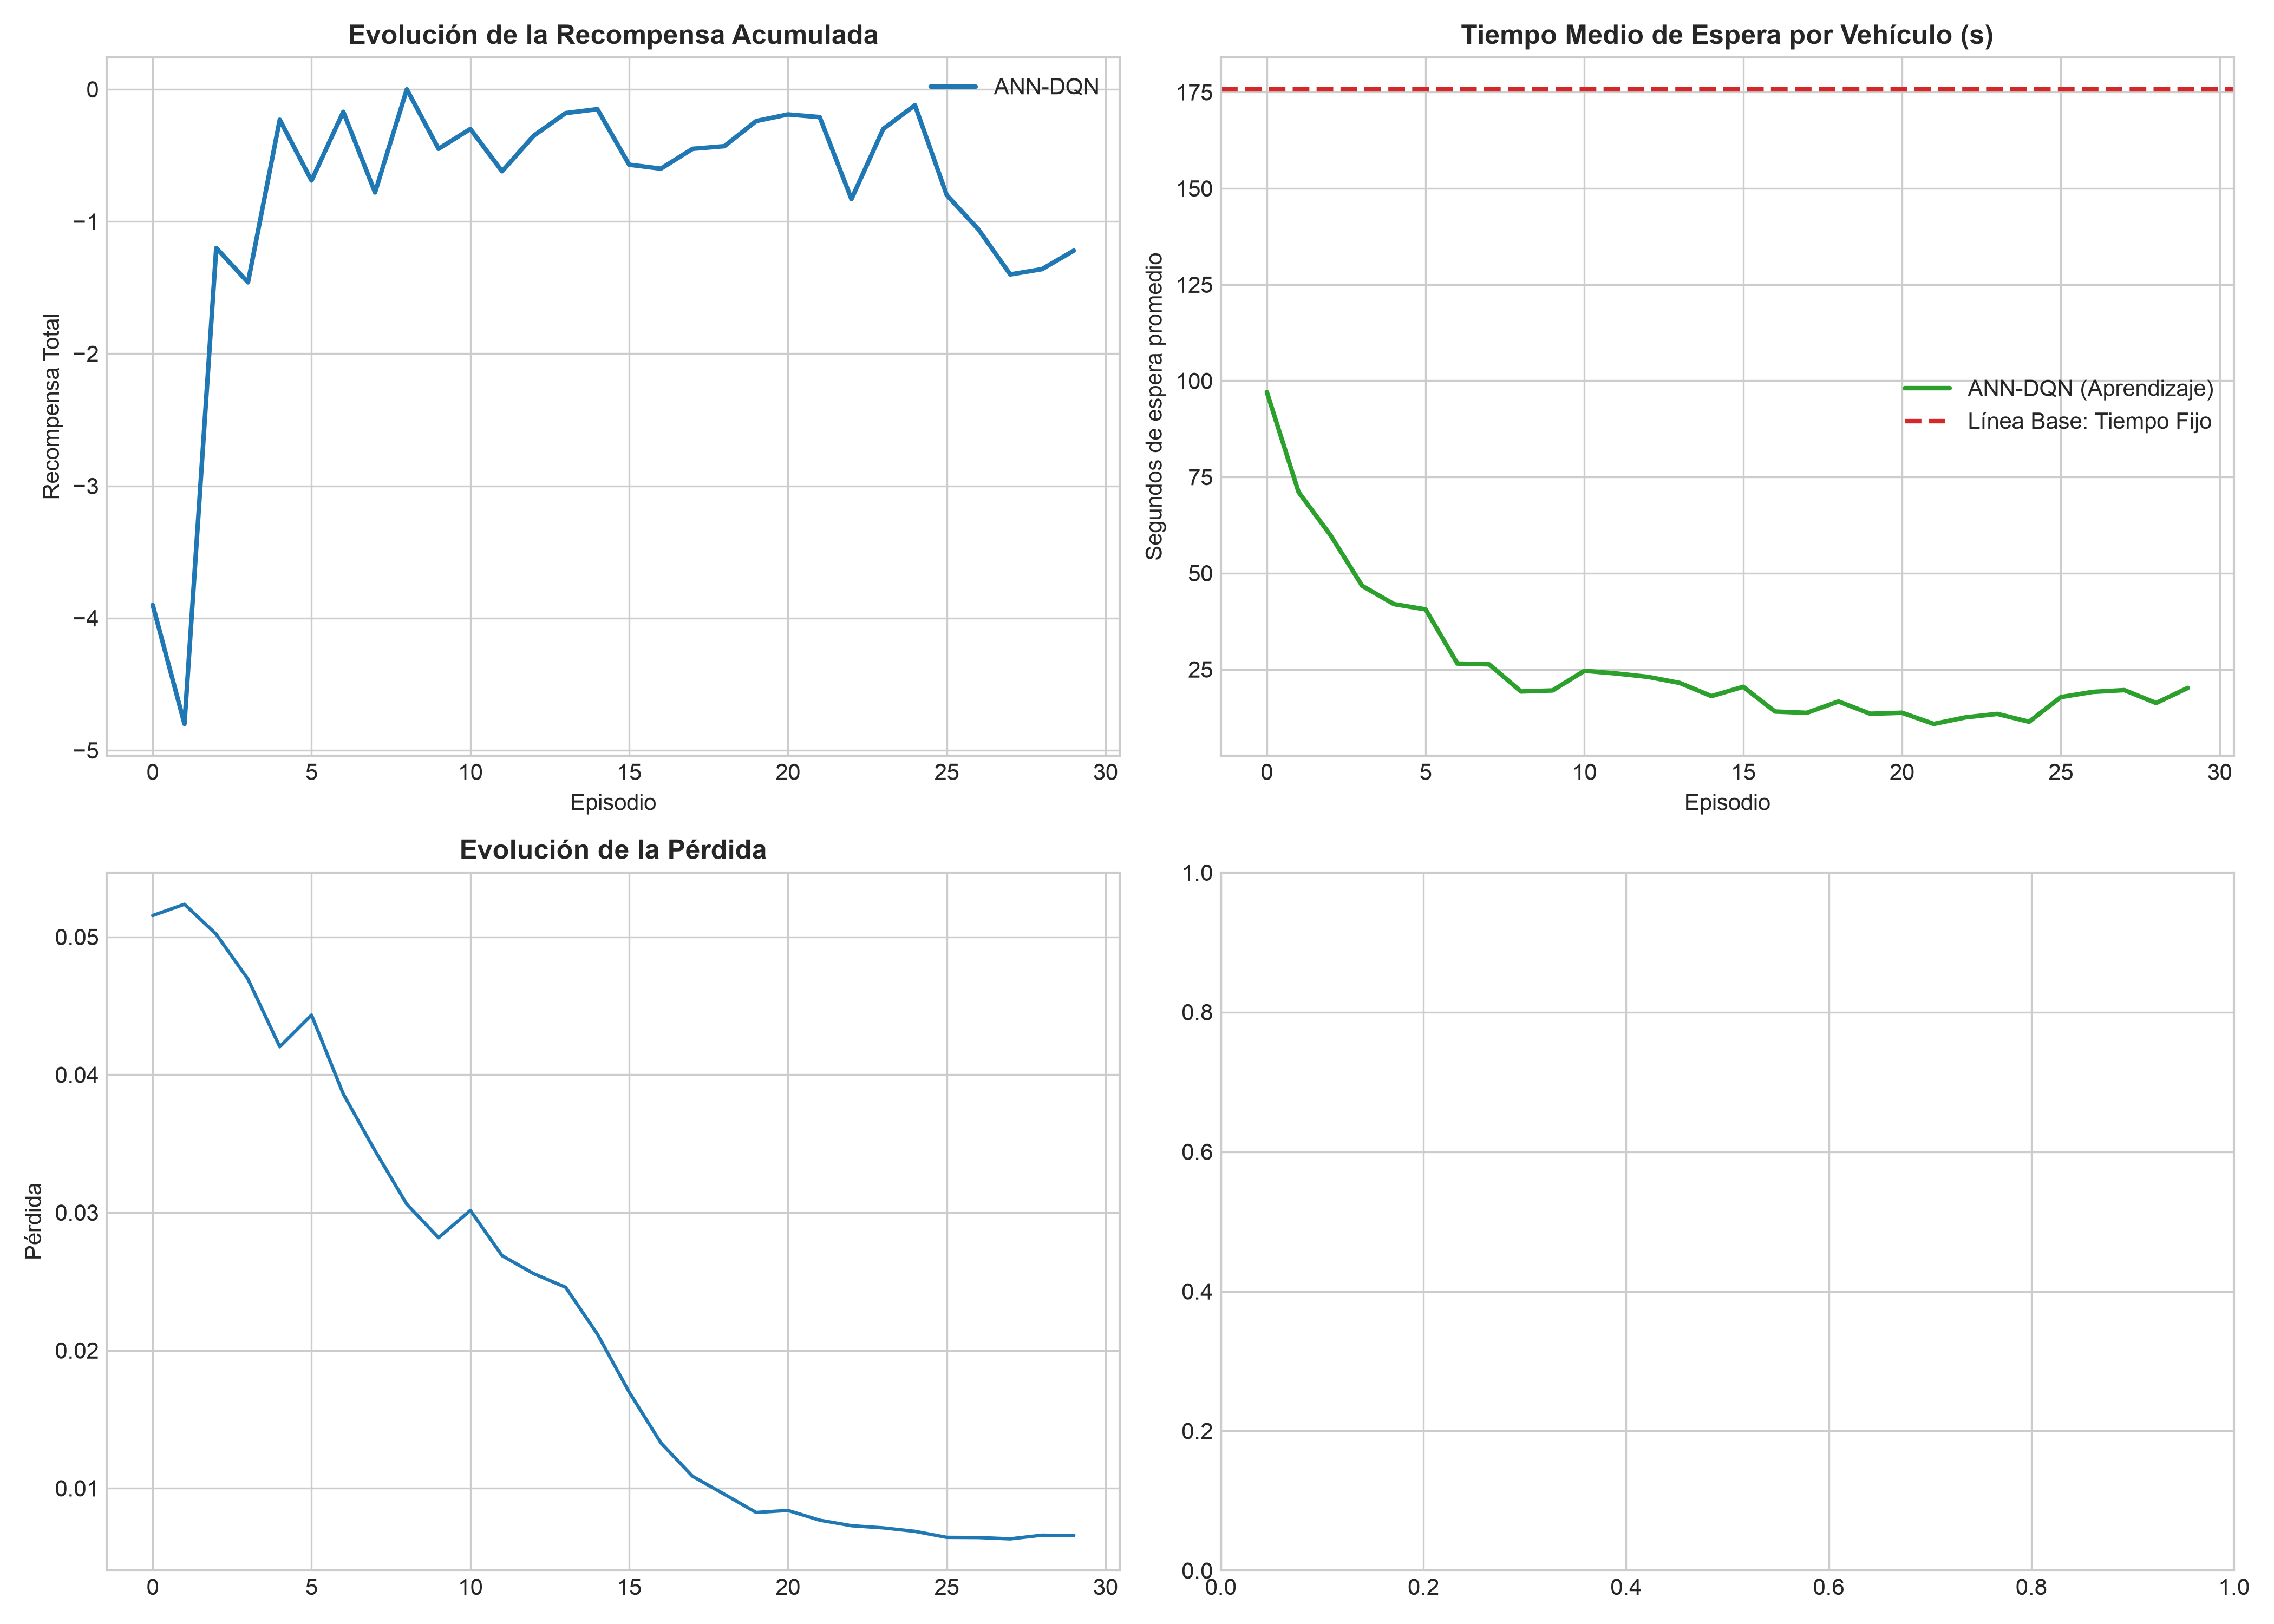 Evolución de la Recompensa Acumulada
Recompensa Total
0
−1
−2
−3
−4
−5
ANN-DQN
0 5 10 15 20 25 30
Episodio
Tiempo Medio de Espera por Vehículo (s)
Segundos de espera promedio
175
150
125
100
75
50
25
ANN-DQN (Aprendizaje)
Línea Base: Tiempo Fijo
0 5 10 15 20 25 30
Episodio
Evolución de la Pérdida
Pérdida
0.05
0.04
0.03
0.02
0.01
0 5 10 15 20 25 30
1.0
0.8
0.6
0.4
0.2
0.0
0.0 0.2 0.4 0.6 0.8 1.0